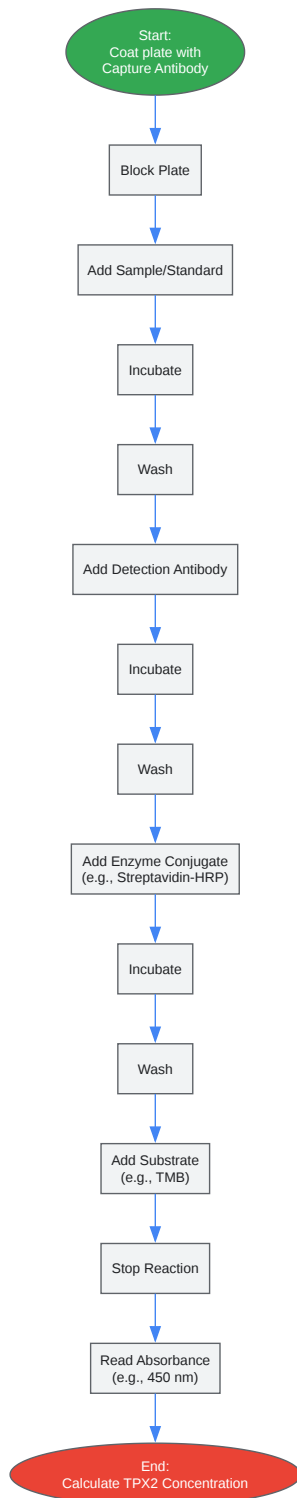 Start:
Coat plate with
Capture Antibody
Block Plate
Add Sample/Standard
Incubate
Wash
Add Detection Antibody
Incubate
Wash
Add Enzyme Conjugate
(e.g., Streptavidin-HRP)
Incubate
Wash
Add Substrate
(e.g., TMB)
Stop Reaction
Read Absorbance
(e.g., 450 nm)
End:
Calculate TPX2 Concentration